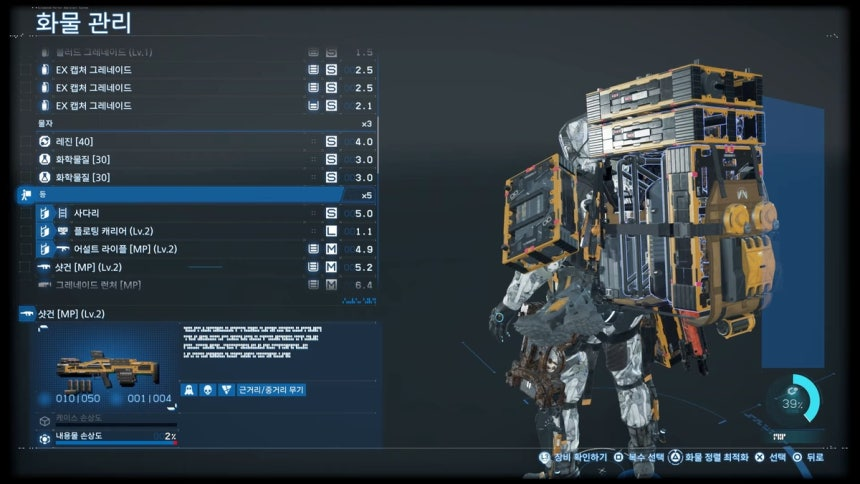 화물 관리
블러드 그레네이드 (Lv.1) S 1.5
EX 캡처 그레네이드 S 2.5
EX 캡처 그레네이드 S 2.5
EX 캡처 그레네이드 S 2.1
물자 x3
레진 [40] S 4.0
화학물질 [30] S 3.0
화학물질 [30] S 3.0
등 x5
사다리 S 5.0
플로팅 캐리어 (Lv.2) L 1.1
어설트 라이플 [MP] (Lv.2) M 4.9
샷건 [MP] (Lv.2) M 5.2
그레네이드 런처 [MP] M 6.4
샷건 [MP] (Lv.2)
010|050 001|004
근거리/중거리 무기
케이스 손상도
내용물 손상도 2%
39%
장비 확인하기 복수 선택 화물 정렬 최적화 선택 뒤로